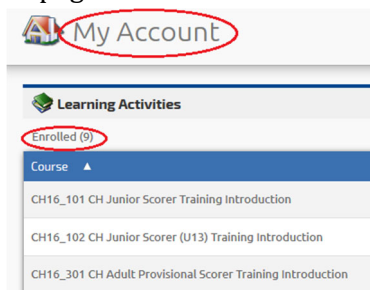 My Account
Learning Activities
Enrolled (9)
Course ▲
CH16_101 CH Junior Scorer Training Introduction
CH16_102 CH Junior Scorer (U13) Training Introduction
CH16_301 CH Adult Provisional Scorer Training Introduction